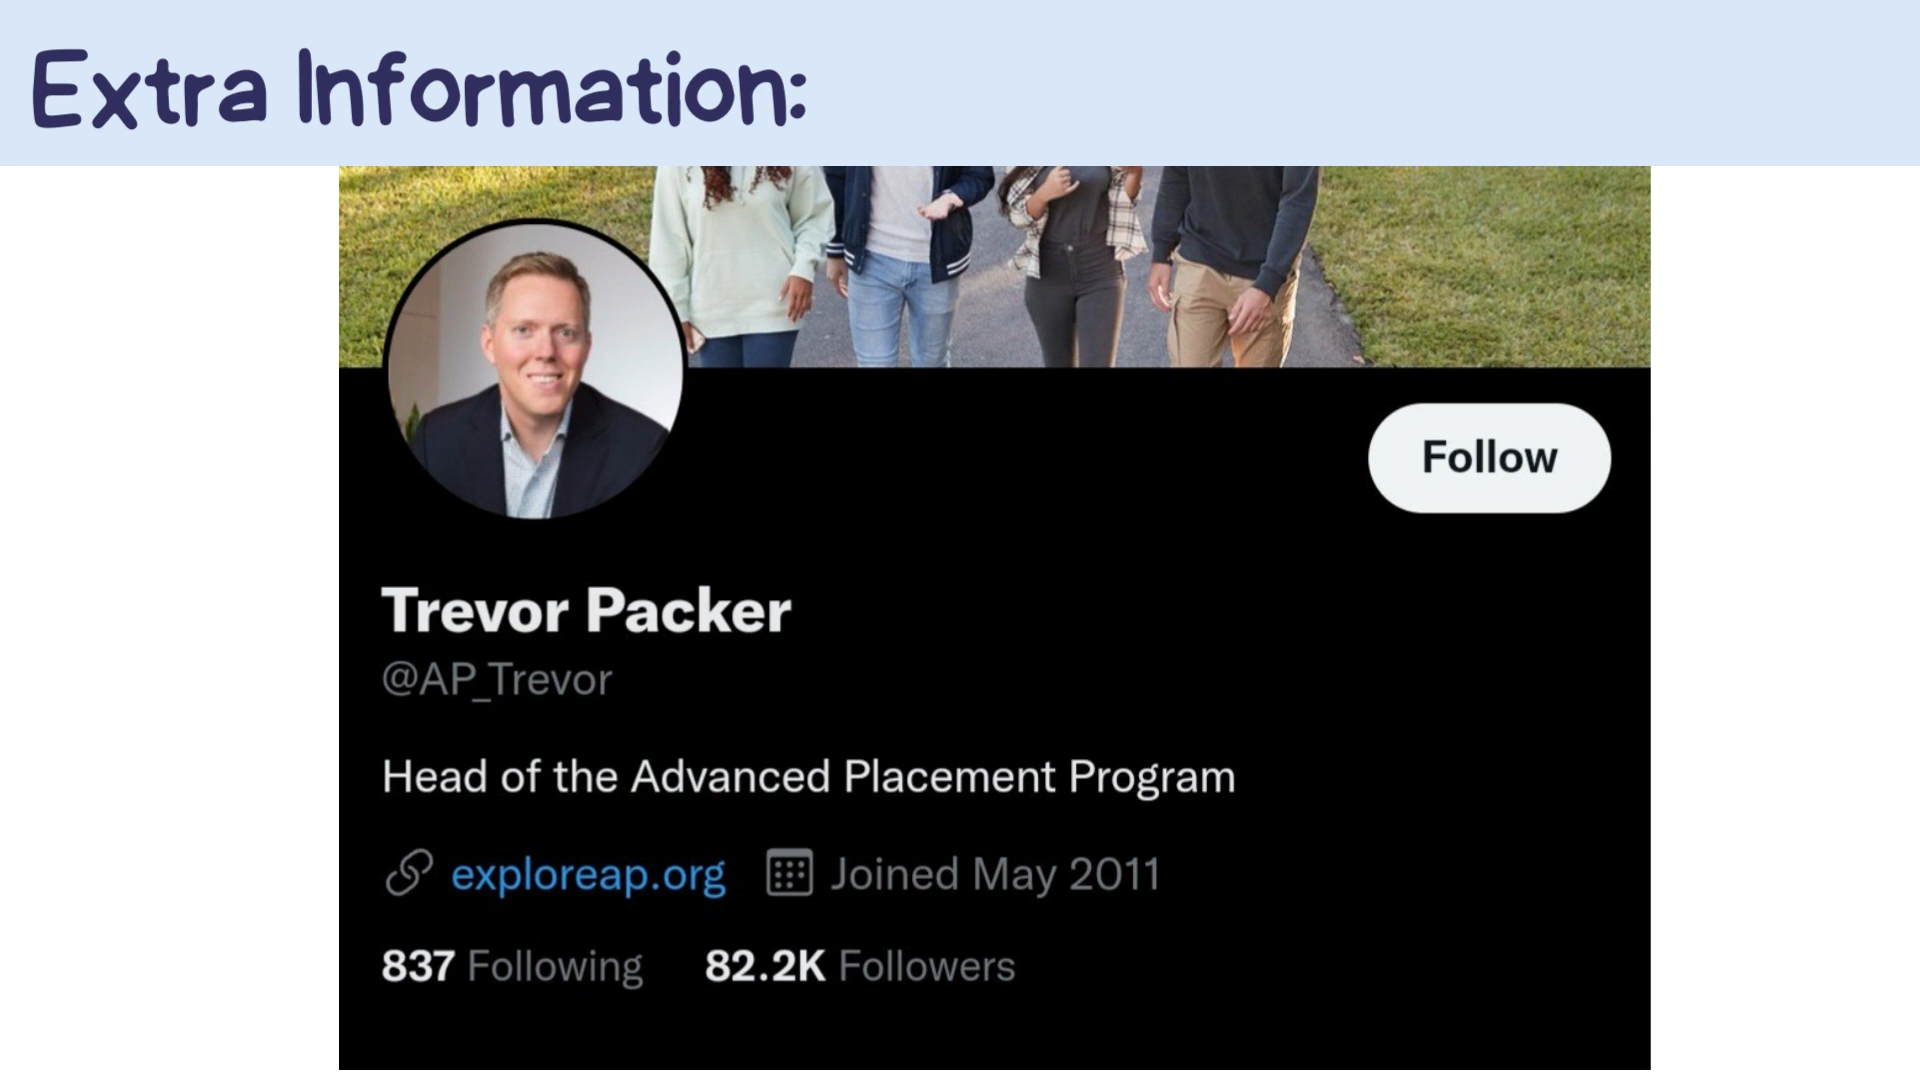 Extra Information:
Follow
Trevor Packer
@AP_Trevor
Head of the Advanced Placement Program
exploreap.org Joined May 2011
837 Following 82.2K Followers